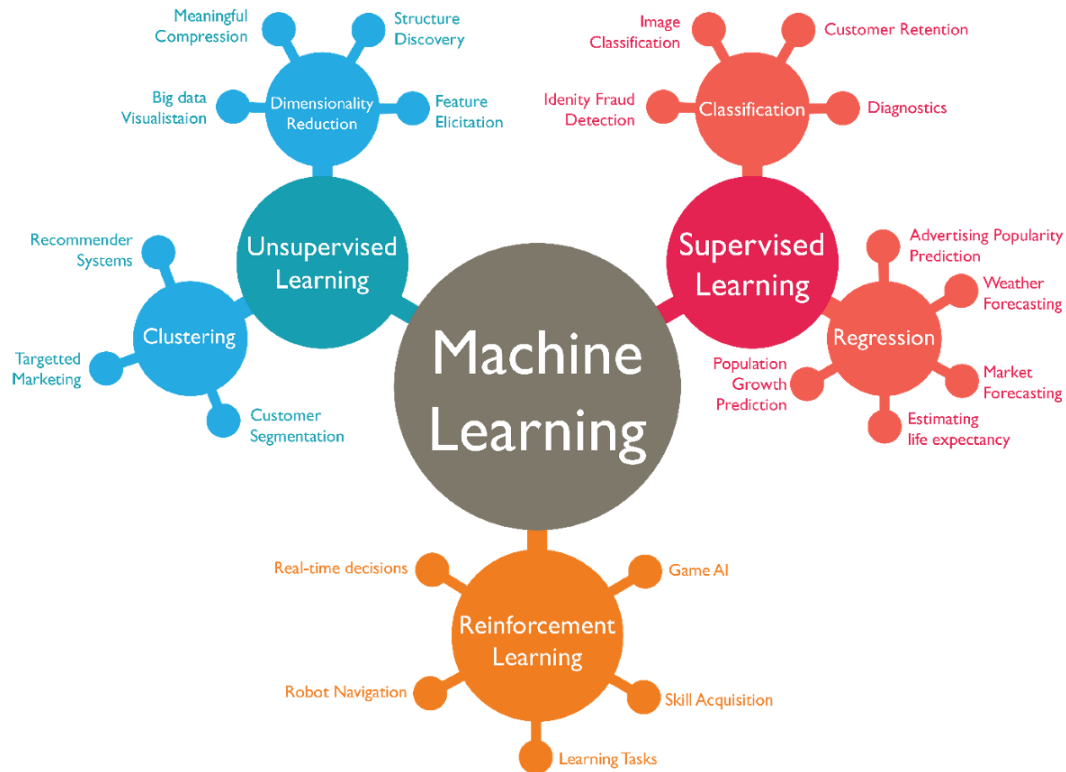 Meaningful
Compression
Structure
Discovery
Big data
Visualistaion
Dimensionality
Reduction
Feature
Elicitation
Unsupervised
Learning
Recommender
Systems
Clustering
Targetted
Marketing
Customer
Segmentation
Machine
Learning
Image
Classification
Customer Retention
Idenity Fraud
Detection
Classification
Diagnostics
Supervised
Learning
Advertising Popularity
Prediction
Weather
Forecasting
Regression
Population
Growth
Prediction
Market
Forecasting
Estimating
life expectancy
Real-time decisions
Game AI
Reinforcement
Learning
Robot Navigation
Skill Acquisition
Learning Tasks